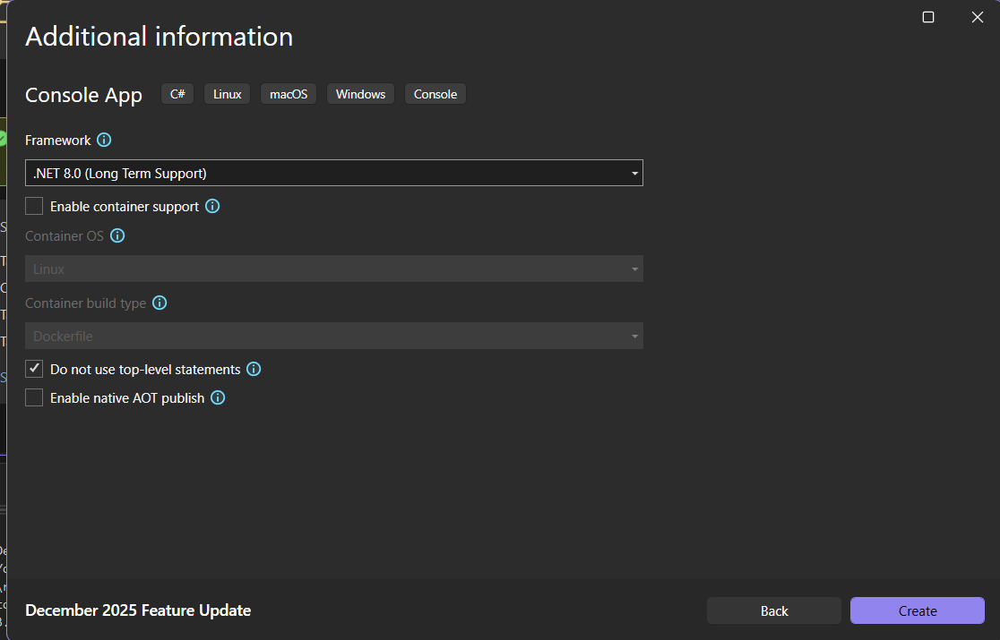 Additional information
Console App C# Linux macOS Windows Console
Framework
.NET 8.0 (Long Term Support)
Enable container support
Container OS
Linux
Container build type
Dockerfile
Do not use top-level statements
Enable native AOT publish
December 2025 Feature Update Back Create